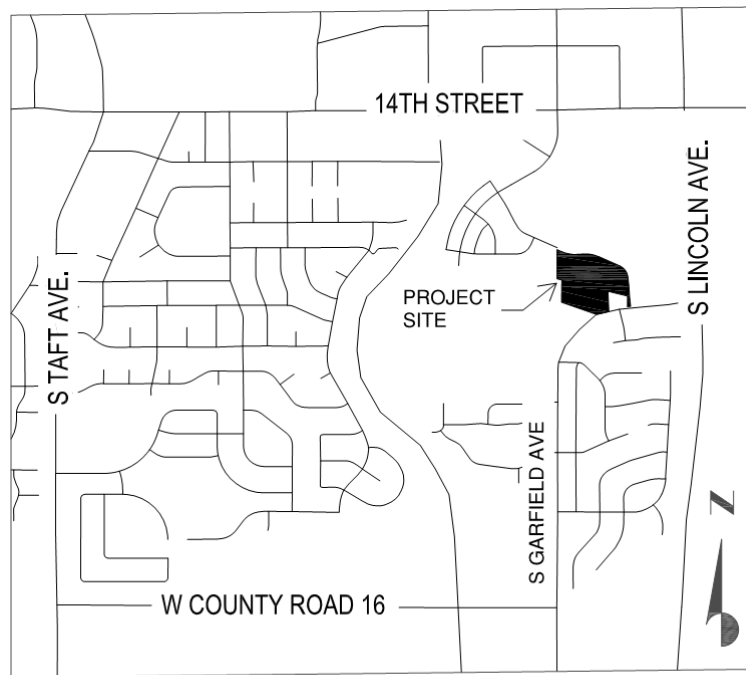 14TH STREET
S LINCOLN AVE.
PROJECT
SITE
S TAFT AVE.
S GARFIELD AVE
N
W COUNTY ROAD 16